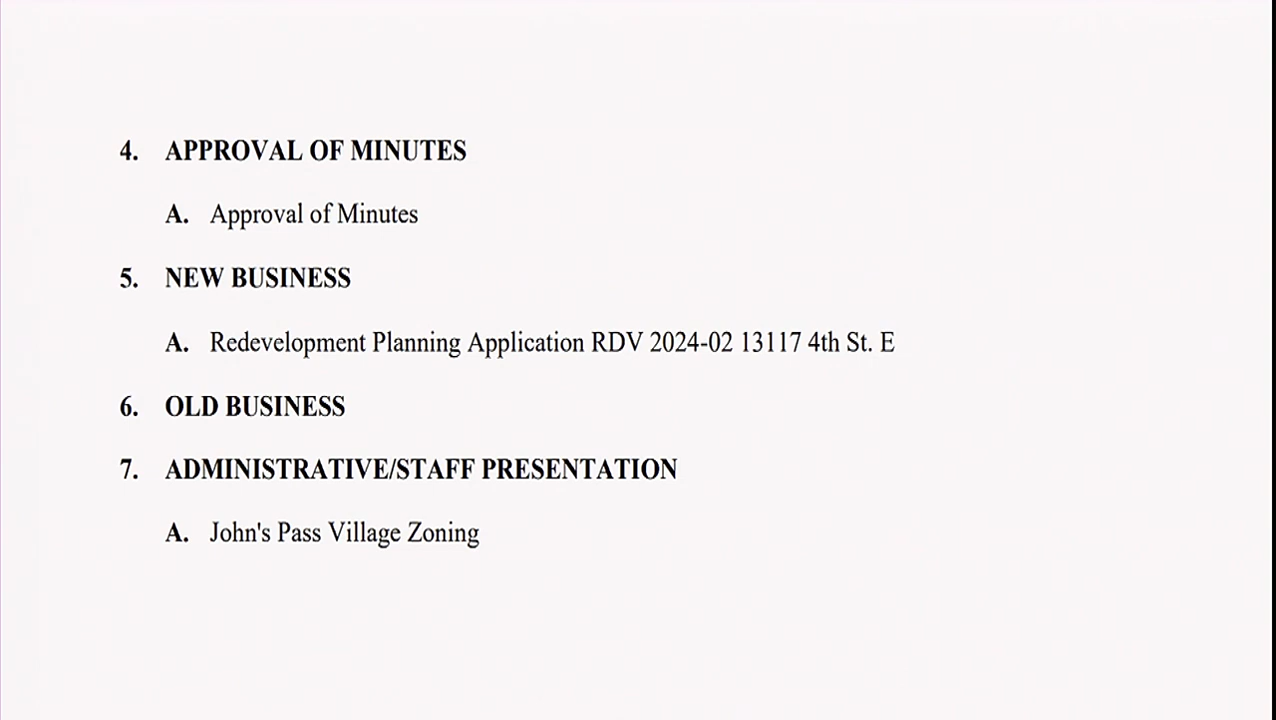 4. APPROVAL OF MINUTES
A. Approval of Minutes
5. NEW BUSINESS
A. Redevelopment Planning Application RDV 2024-02 13117 4th St. E
6. OLD BUSINESS
7. ADMINISTRATIVE/STAFF PRESENTATION
A. John's Pass Village Zoning